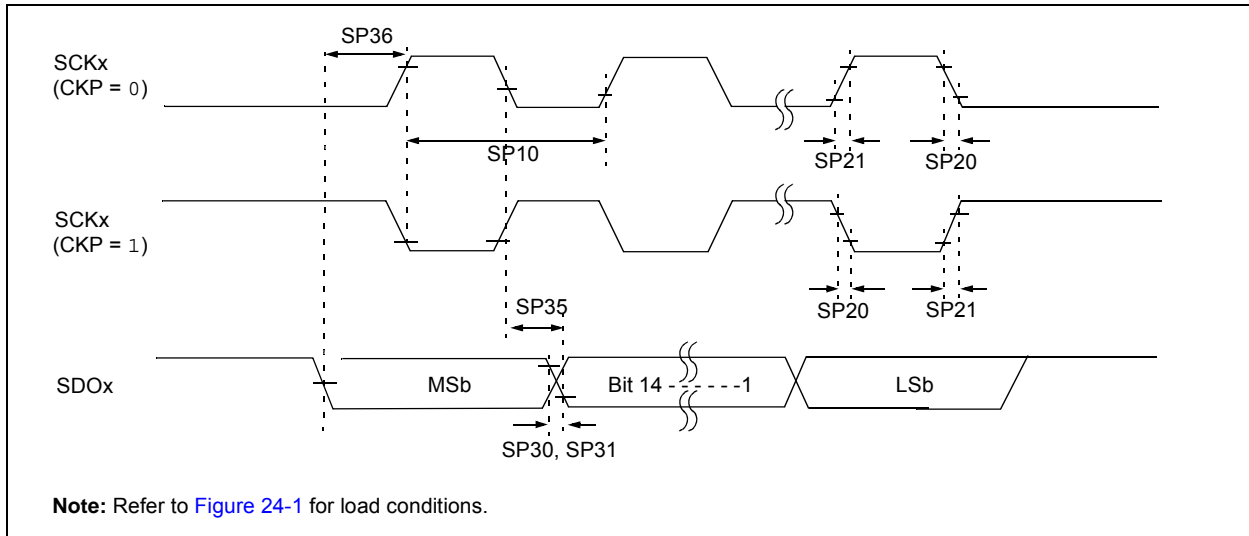 SP36
SCKx
(CKP = 0)
SP10
SP21
SP20
SCKx
(CKP = 1)
SP35
SP20
SP21
SDOx
MSb
Bit 14 - - - - - -1
LSb
SP30, SP31
Note: Refer to Figure 24-1 for load conditions.